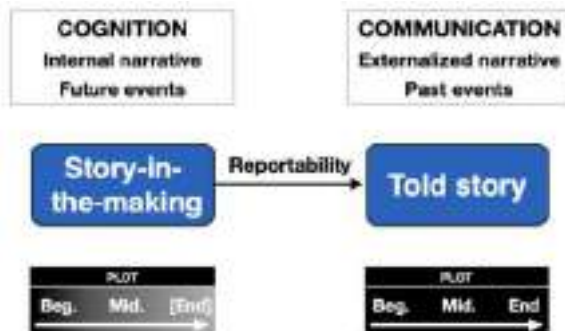 COGNITION
Internal narrative
Future events
COMMUNICATION
Externalized narrative
Past events
Story-in-
the-making
Reportability
Told story
PLOT
Beg. Mid. [End]
PLOT
Beg. Mid. End